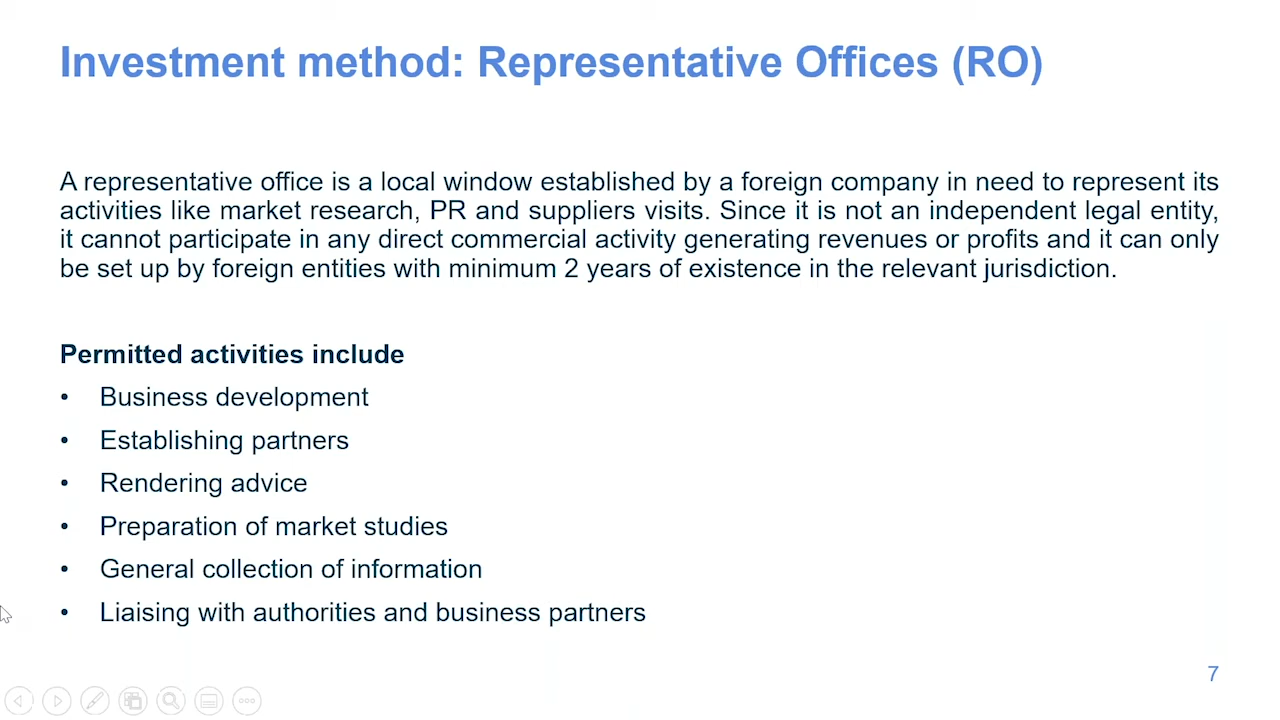 Investment method: Representative Offices (RO)
A representative office is a local window established by a foreign company in need to represent its
activities like market research, PR and suppliers visits. Since it is not an independent legal entity,
it cannot participate in any direct commercial activity generating revenues or profits and it can only
be set up by foreign entities with minimum 2 years of existence in the relevant jurisdiction.
Permitted activities include
• Business development
• Establishing partners
• Rendering advice
• Preparation of market studies
• General collection of information
• Liaising with authorities and business partners
7